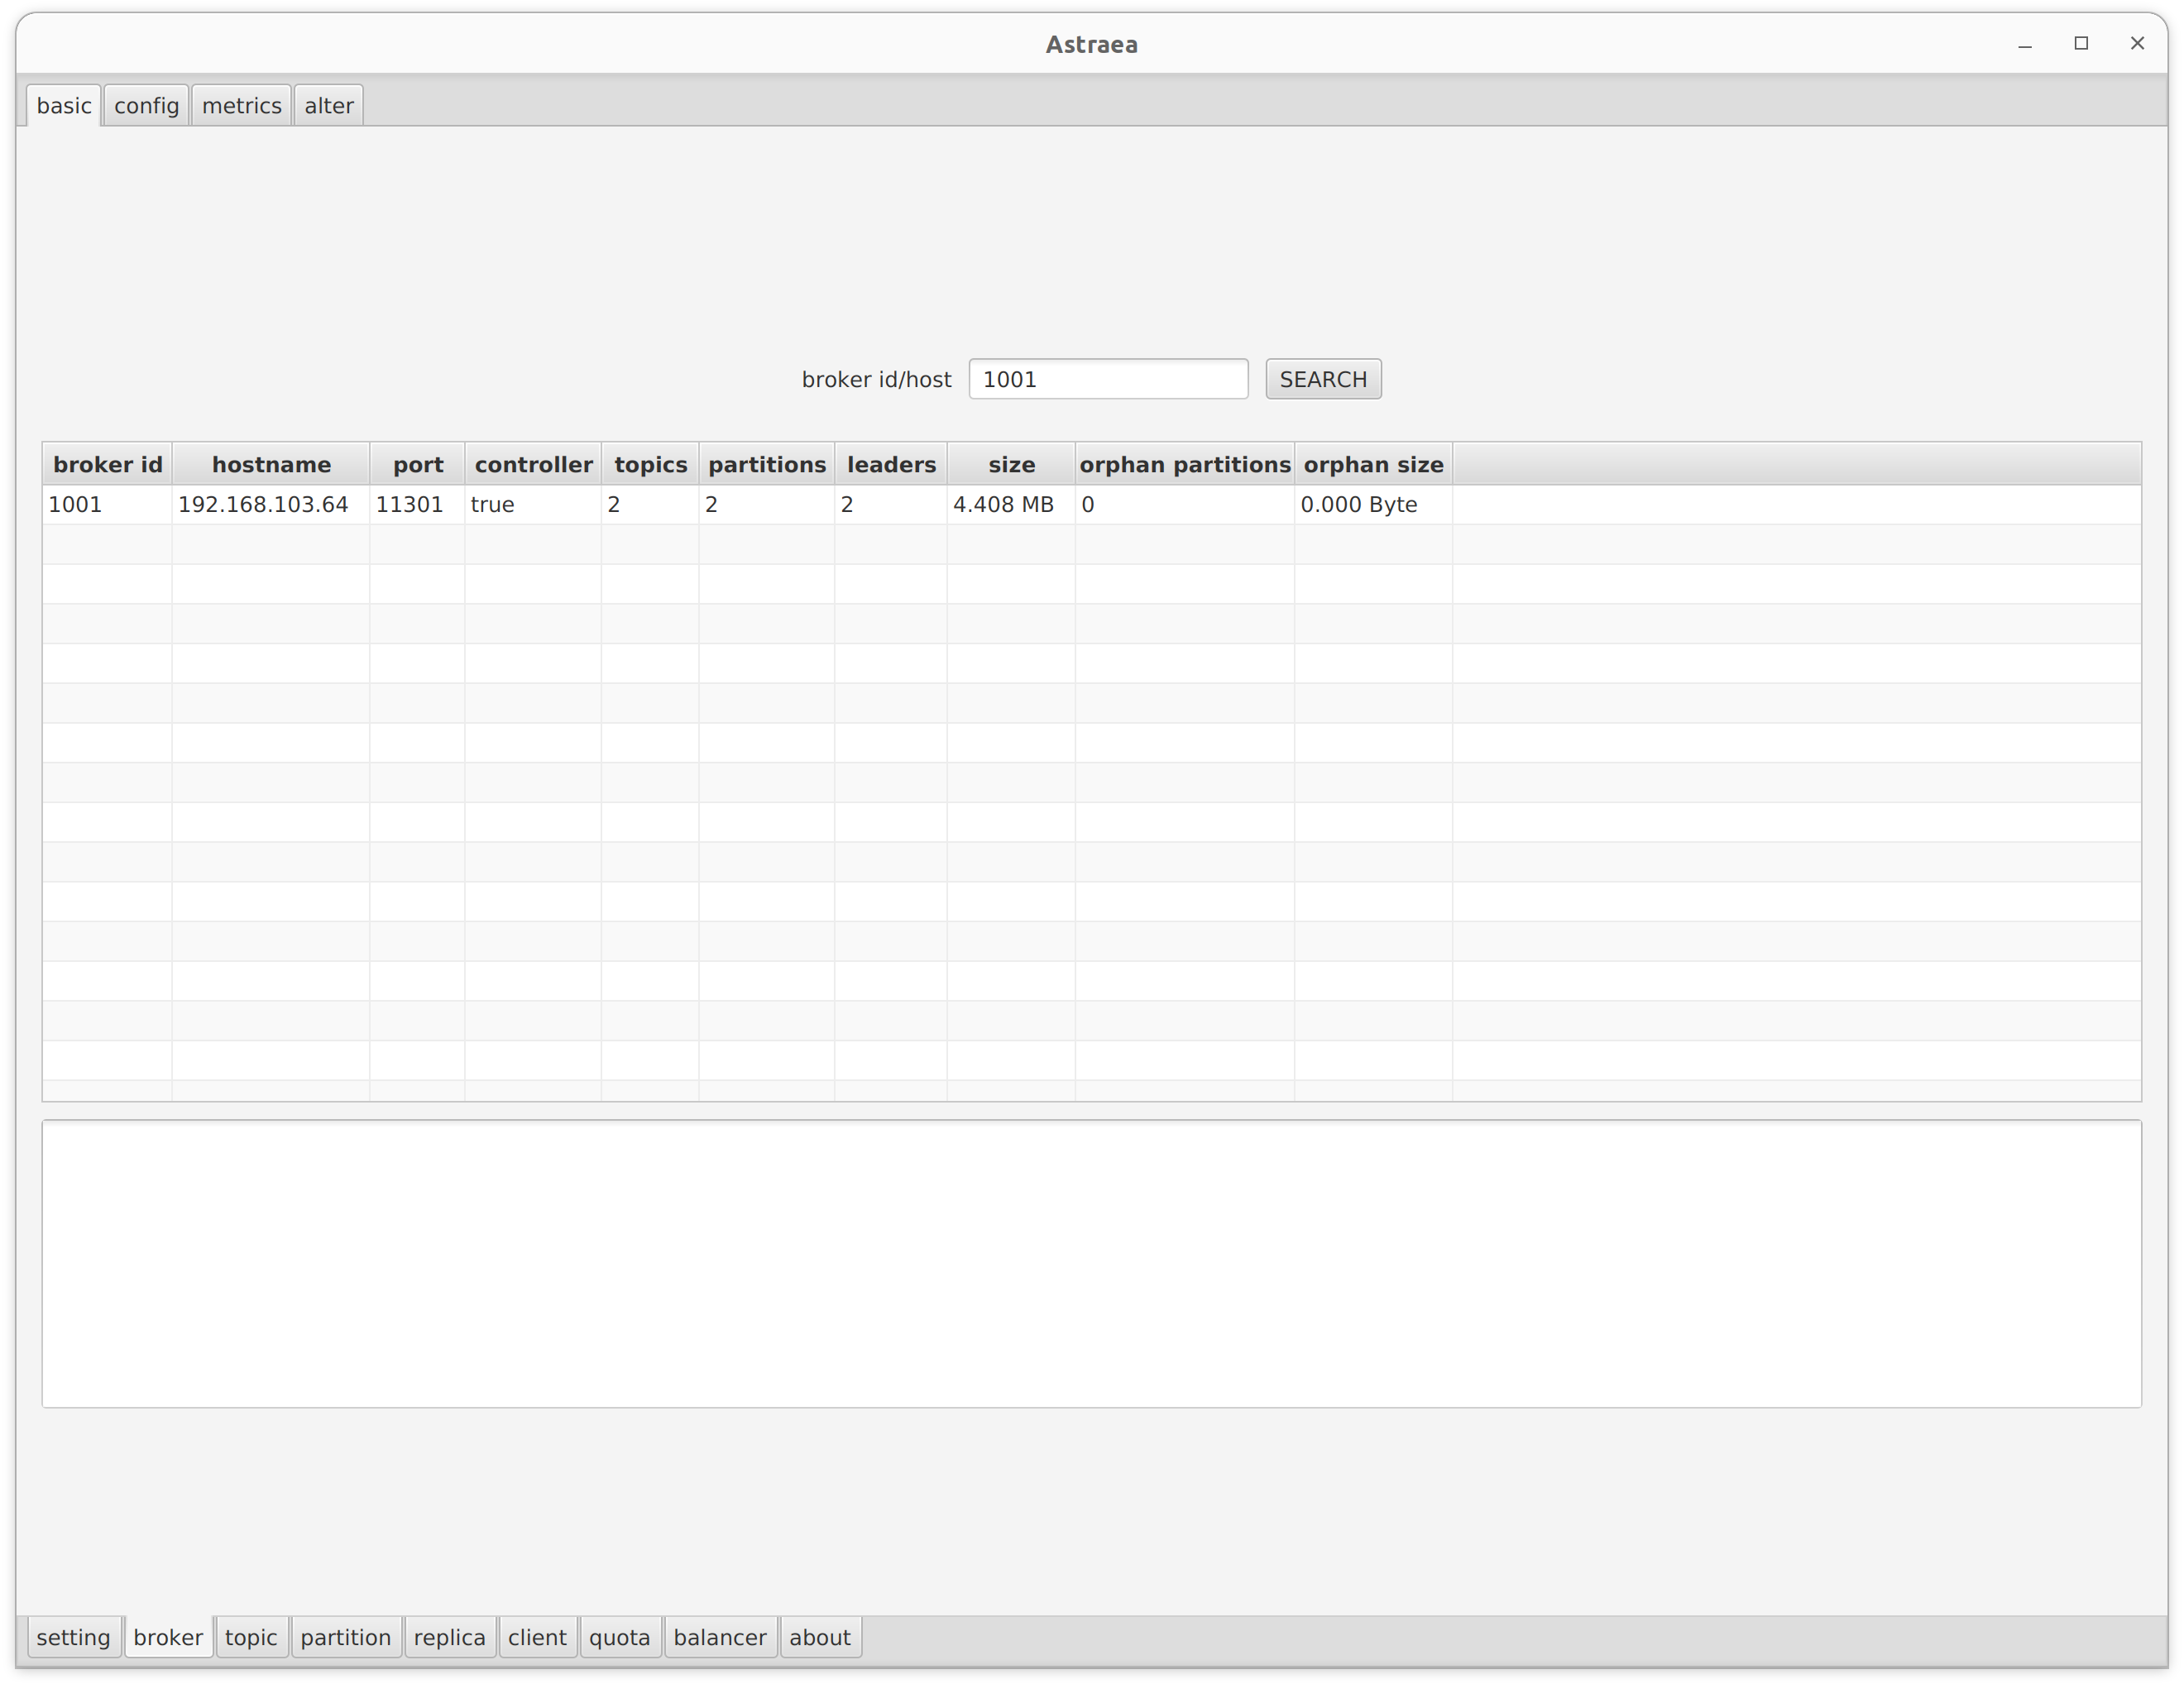 Astraea
basic config metrics alter
broker id/host 1001 SEARCH
broker id hostname port controller topics partitions leaders size orphan partitions orphan size
1001 192.168.103.64 11301 true 2 2 2 4.408 MB 0 0.000 Byte
setting broker topic partition replica client quota balancer about